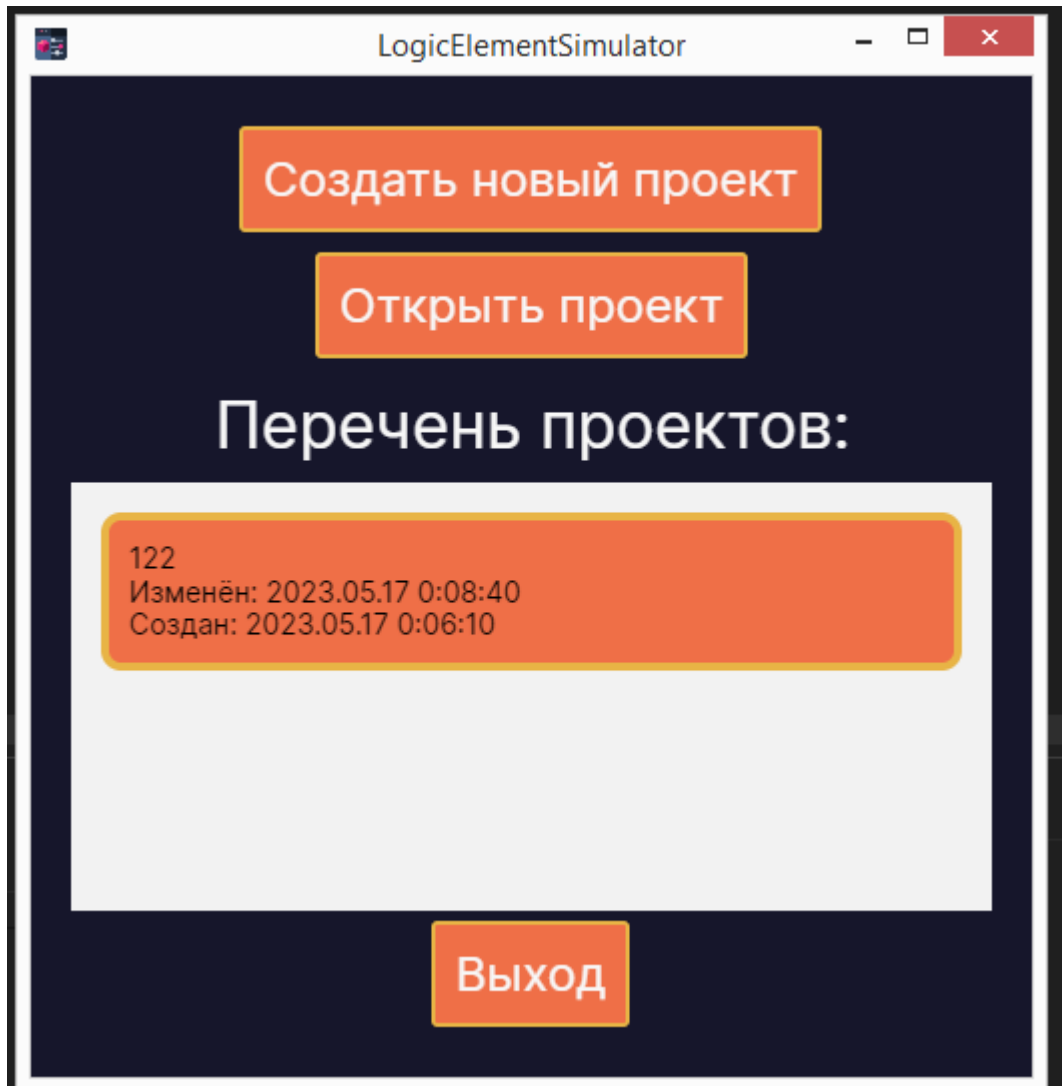 LogicElementSimulator
Создать новый проект
Открыть проект
Перечень проектов:
122
Изменён: 2023.05.17 0:08:40
Создан: 2023.05.17 0:06:10
Выход